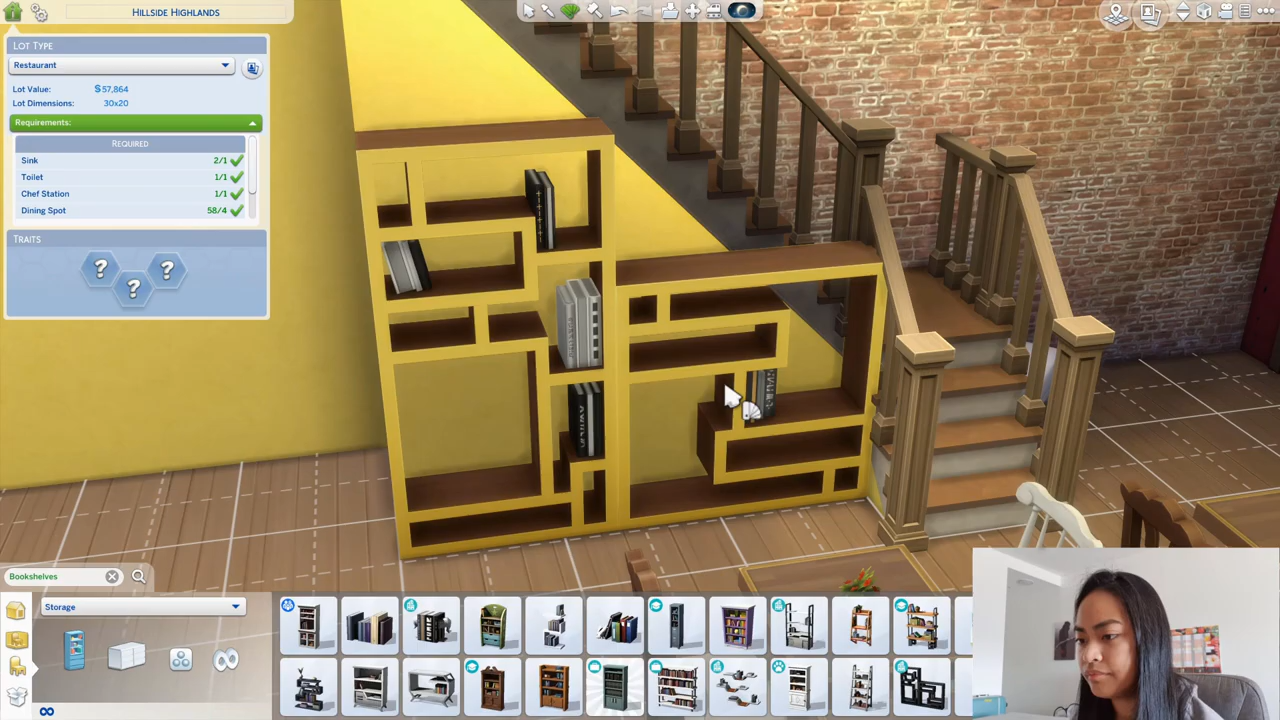 HILLSIDE HIGHLANDS
LOT TYPE
Restaurant
Lot Value: $57,864
Lot Dimensions: 30x20
Requirements:
REQUIRED
Sink 2/1
Toilet 1/1
Chef Station 1/1
Dining Spot 58/4
TRAITS
? ? ?
Bookshelves
Storage